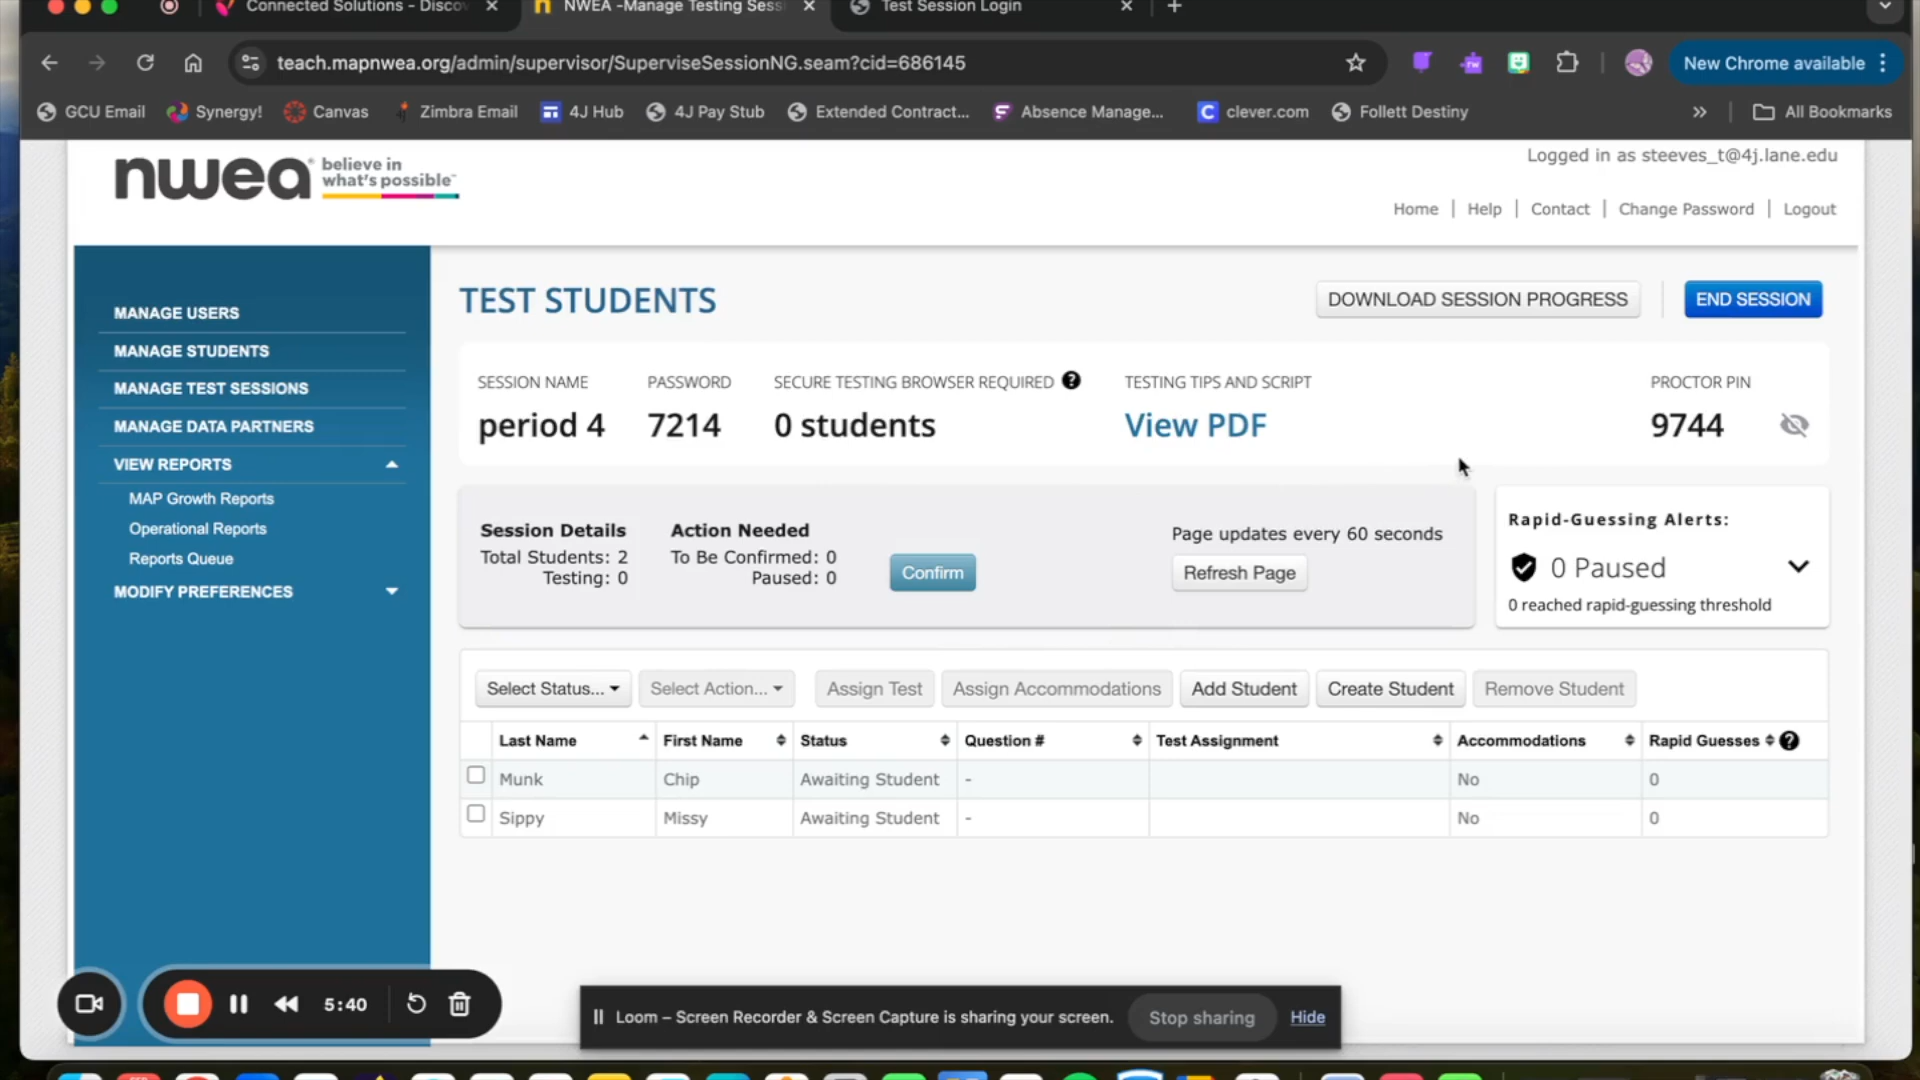 Connected Solutions - Disco
NWEA -Manage Testing Sess
Test Session Login
teach.mapnwea.org/admin/supervisor/SuperviseSessionNG.seam?cid=686145
New Chrome available
GCU Email
Synergy!
Canvas
Zimbra Email
4J Hub
4J Pay Stub
Extended Contract...
Absence Manage...
clever.com
Follett Destiny
All Bookmarks
nwea
believe in
what's possible
Logged in as steeves_t@4j.lane.edu
Home | Help | Contact | Change Password | Logout
MANAGE USERS
MANAGE STUDENTS
MANAGE TEST SESSIONS
MANAGE DATA PARTNERS
VIEW REPORTS
MAP Growth Reports
Operational Reports
Reports Queue
MODIFY PREFERENCES
TEST STUDENTS
DOWNLOAD SESSION PROGRESS
END SESSION
SESSION NAME PASSWORD SECURE TESTING BROWSER REQUIRED ? TESTING TIPS AND SCRIPT PROCTOR PIN
period 4 7214 0 students View PDF 9744
Session Details
Total Students: 2
Testing: 0
Action Needed
To Be Confirmed: 0
Paused: 0
Confirm
Page updates every 60 seconds
Refresh Page
Rapid-Guessing Alerts:
0 Paused
0 reached rapid-guessing threshold
Select Status... Select Action... Assign Test Assign Accommodations Add Student Create Student Remove Student
Last Name First Name Status Question # Test Assignment Accommodations Rapid Guesses ?
Munk Chip Awaiting Student - No 0
Sippy Missy Awaiting Student - No 0
5:40
Loom – Screen Recorder & Screen Capture is sharing your screen.
Stop sharing
Hide